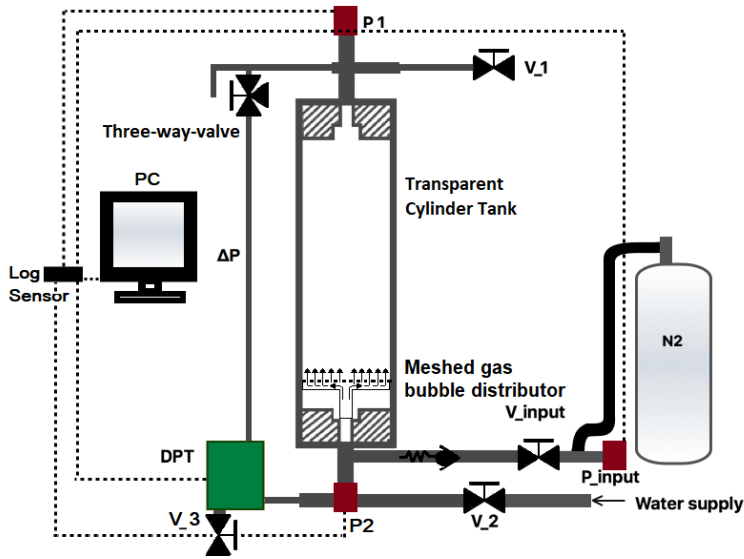 P1
V_1
Three-way-valve
PC
Transparent
Cylinder Tank
ΔP
Log
Sensor
N2
Meshed gas
bubble distributor
V_input
DPT
P_input
V_3
P2
V_2
Water supply